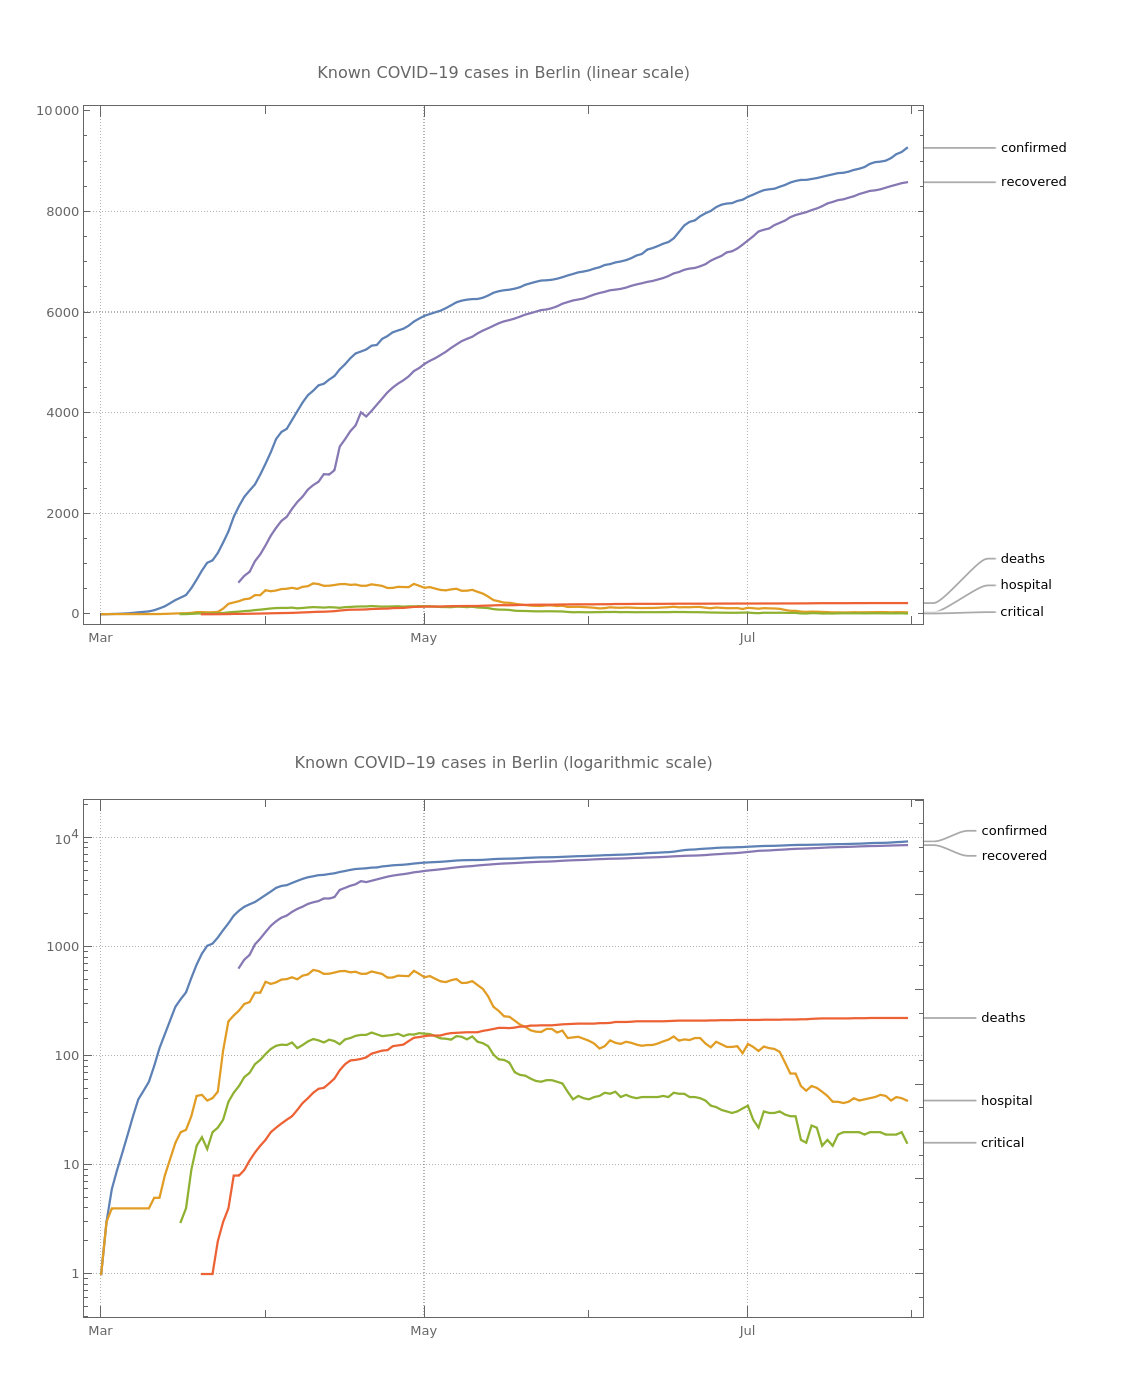 Known COVID–19 cases in Berlin (linear scale)
10 000
confirmed
recovered
8000
6000
4000
2000
deaths
hospital
critical
0
Mar May Jul
Known COVID–19 cases in Berlin (logarithmic scale)
10⁴
confirmed
recovered
1000
deaths
100
hospital
critical
10
1
Mar May Jul